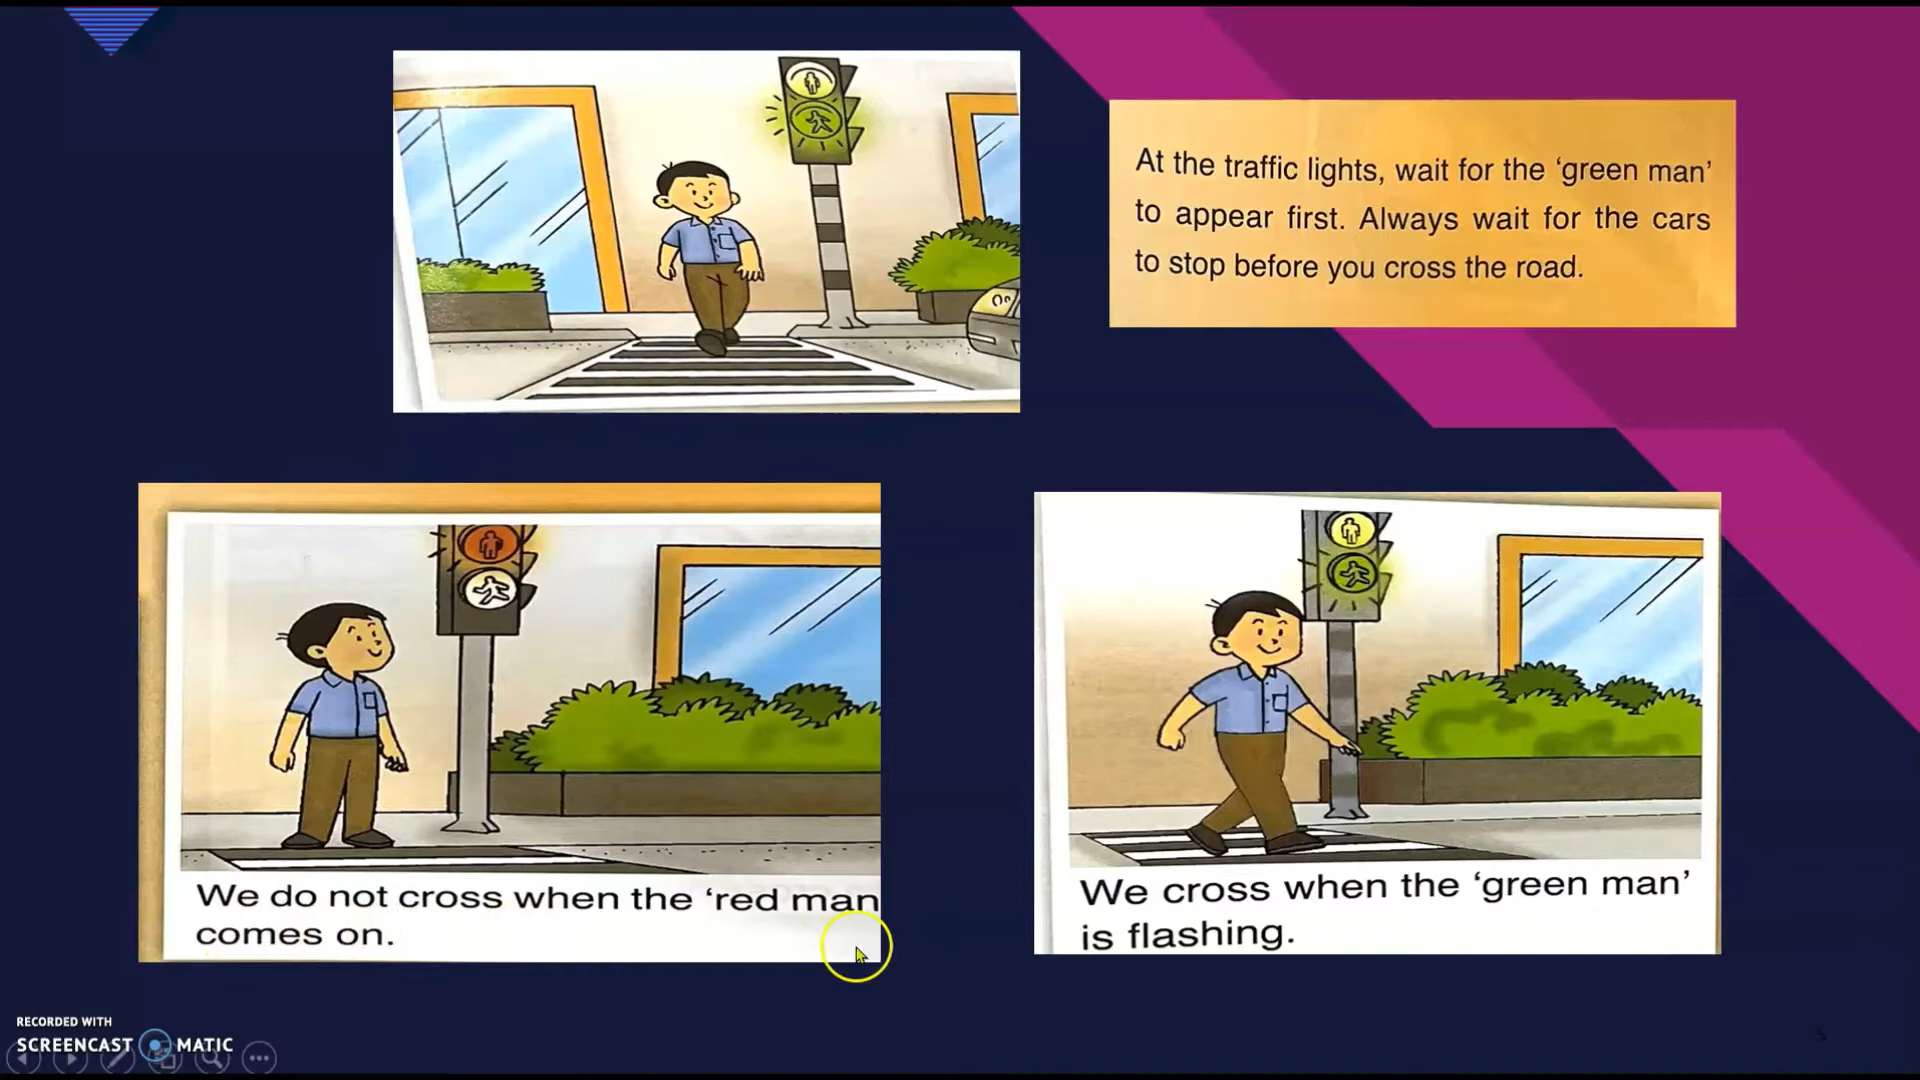 At the traffic lights, wait for the ‘green man’
to appear first. Always wait for the cars
to stop before you cross the road.
We do not cross when the ‘red man
comes on.
We cross when the ‘green man’
is flashing.
RECORDED WITH
SCREENCAST MATIC